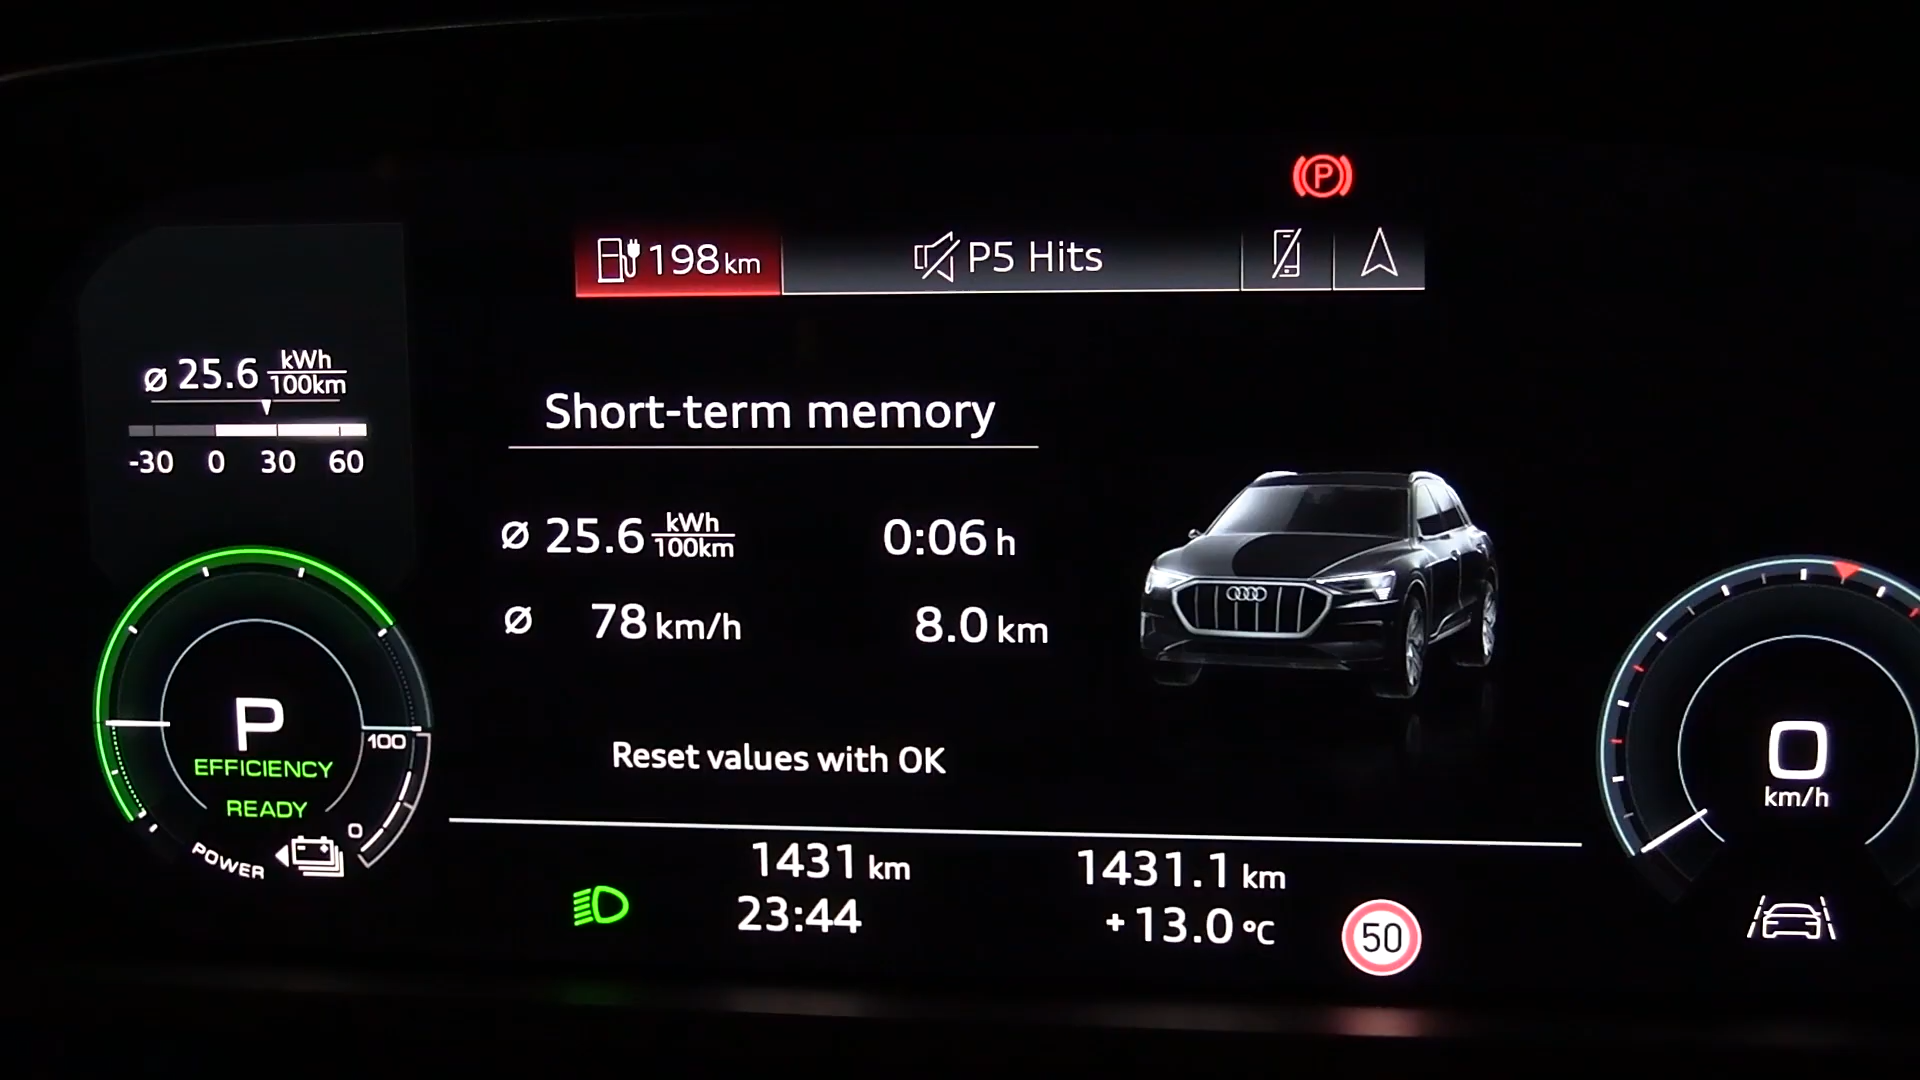 P
198 km
P5 Hits
ø 25.6 kWh/100km
-30 0 30 60
Short-term memory
ø 25.6 kWh/100km 0:06 h
ø 78 km/h 8.0 km
Reset values with OK
P
EFFICIENCY
READY
POWER
100
0
0
km/h
1431 km
1431.1 km
23:44
+13.0 °C
50